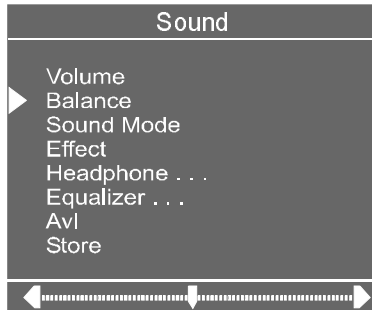 Sound
Volume
Balance
Sound Mode
Effect
Headphone . . .
Equalizer . . .
Avl
Store